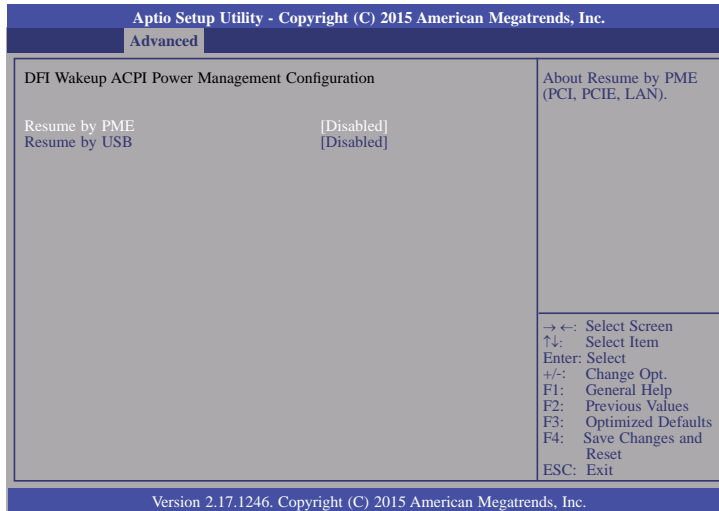 Aptio Setup Utility - Copyright (C) 2015 American Megatrends, Inc.
Advanced
DFI Wakeup ACPI Power Management Configuration
Resume by PME [Disabled]
Resume by USB [Disabled]
About Resume by PME
(PCI, PCIE, LAN).
→←: Select Screen
↑↓: Select Item
Enter: Select
+/-: Change Opt.
F1: General Help
F2: Previous Values
F3: Optimized Defaults
F4: Save Changes and
Reset
ESC: Exit
Version 2.17.1246. Copyright (C) 2015 American Megatrends, Inc.